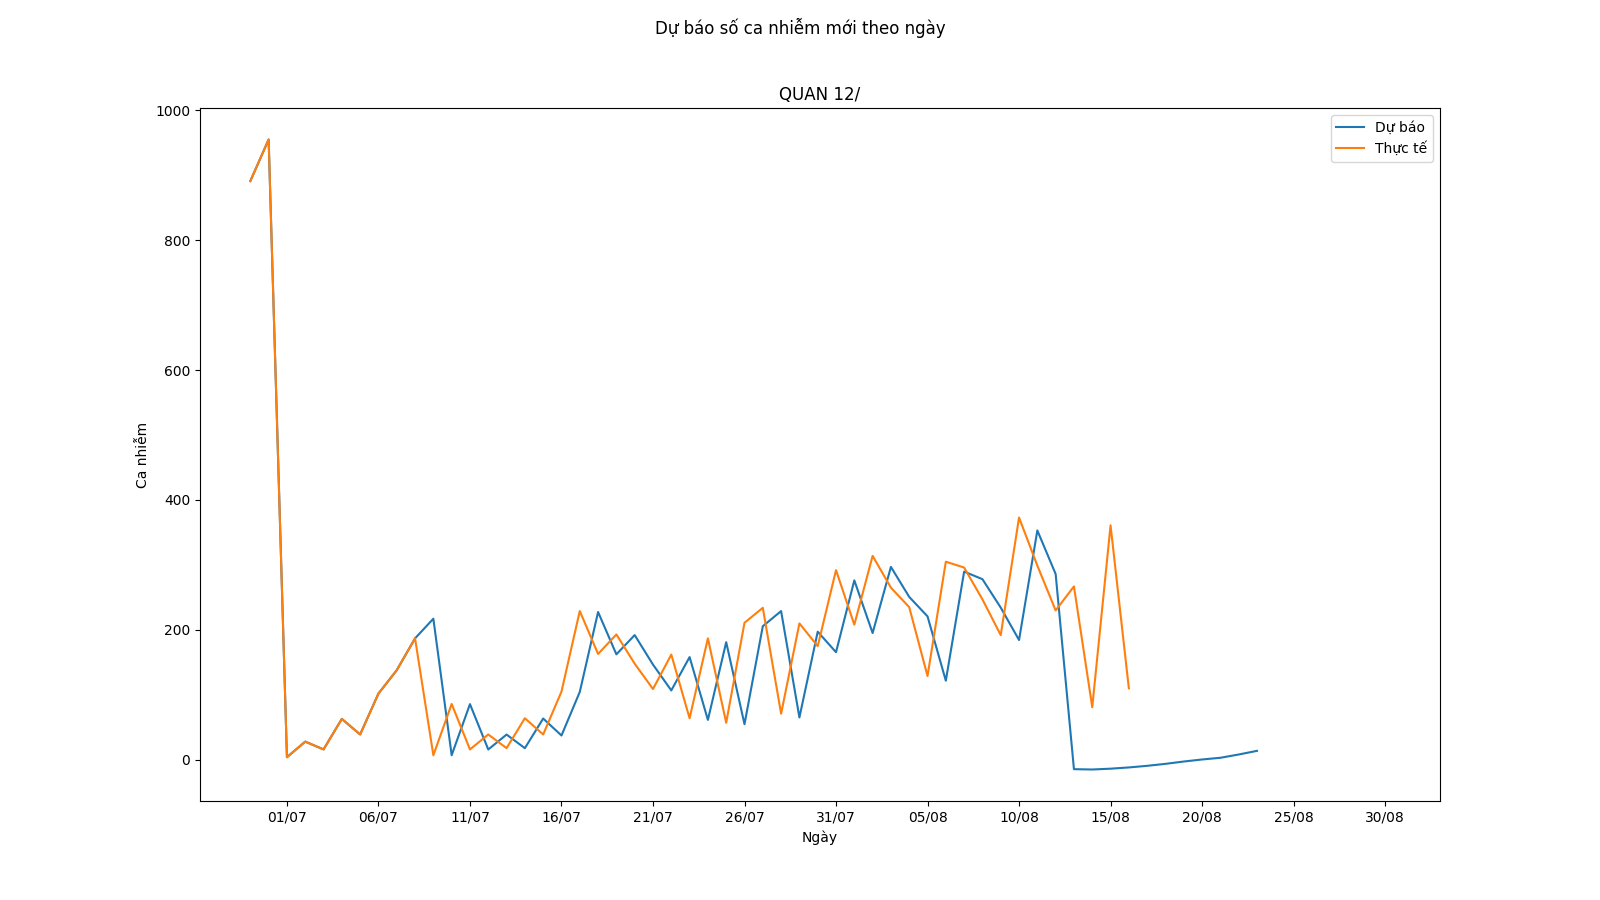 Dự báo số ca nhiễm mới theo ngày
QUAN 12/
1000
800
600
400
200
0
Ca nhiễm
Dự báo
Thực tế
01/07 06/07 11/07 16/07 21/07 26/07 31/07 05/08 10/08 15/08 20/08 25/08 30/08
Ngày